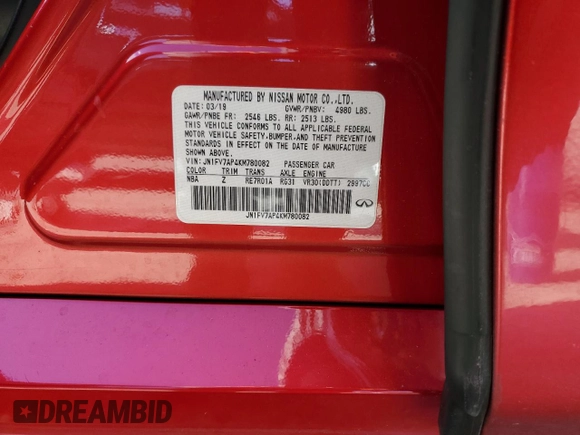 MANUFACTURED BY NISSAN MOTOR CO.,LTD.
DATE: 03/19 GVWR/PNBV: 4980 LBS.
GAWR/PNBE FR: 2546 LBS. RR: 2513 LBS.
THIS VEHICLE CONFORMS TO ALL APPLICABLE FEDERAL
MOTOR VEHICLE SAFETY,BUMPER,AND THEFT PREVENTION
STANDARDS IN EFFECT ON THE DATE OF MANUFACTURE
SHOWN ABOVE.
VIN: JN1FV7AP4KM780082 PASSENGER CAR
COLOR TRIM TRANS AXLE ENGINE
NBA Z RE7R01A RG31 VR30(DDTT) 2997CC
JN1FV7AP4KM780082
DREAMBID